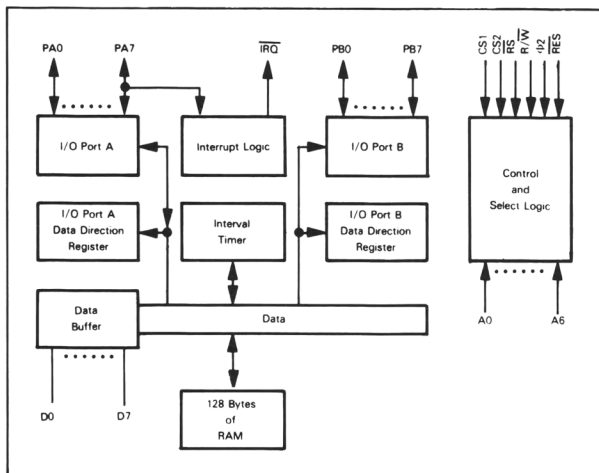 PA0 PA7 IRQ PB0 PB7
CS1
CS2
RS
R/W
Φ2
RES
I/O Port A
Interrupt Logic
I/O Port B
Control
and
Select Logic
I/O Port A
Data Direction
Register
Interval
Timer
I/O Port B
Data Direction
Register
Data
Buffer
Data
A0 A6
D0 D7
128 Bytes
of
RAM